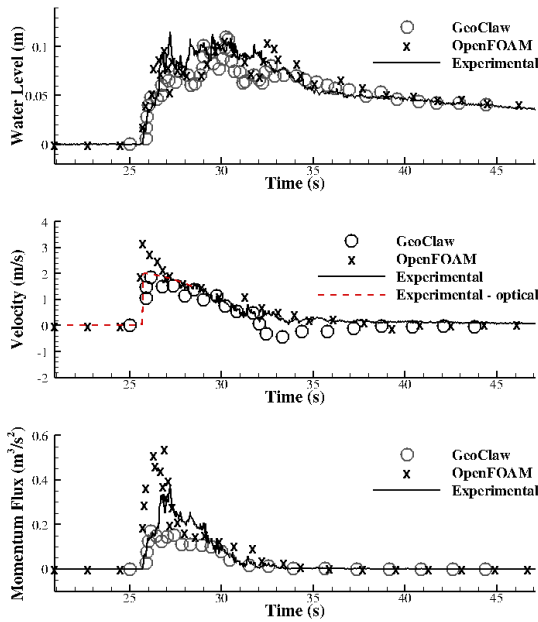 Water Level (m)
0.1
0.05
0
GeoClaw
OpenFOAM
Experimental
25 30 35 40 45
Time (s)
Velocity (m/s)
4
3
2
1
0
-1
-2
GeoClaw
OpenFOAM
Experimental
Experimental - optical
25 30 35 40 45
Time (s)
Momentum Flux (m³/s²)
0.6
0.4
0.2
0
GeoClaw
OpenFOAM
Experimental
25 30 35 40 45
Time (s)